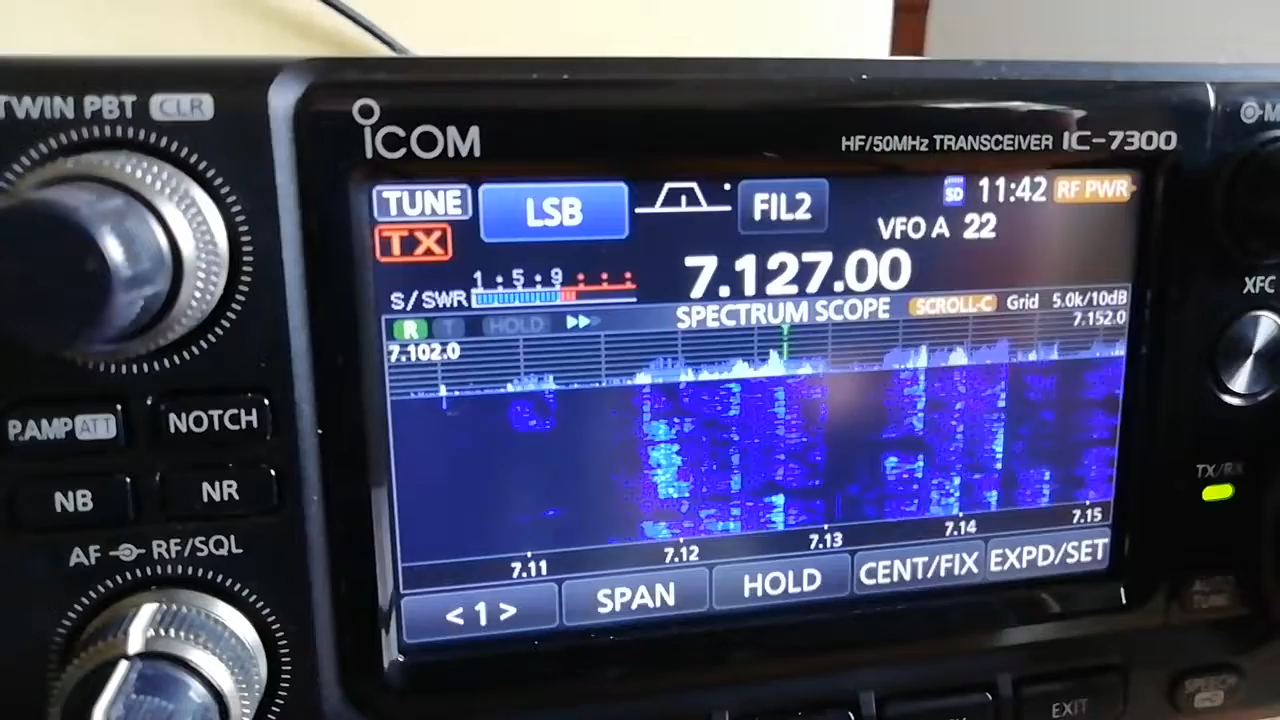 TWIN PBT CLR
ICOM
HF/50MHz TRANSCEIVER IC-7300
TUNE LSB FIL2 SD 11:42 RF PWR
TX VFO A 22
7.127.00
1 5 9
S/SWR
SPECTRUM SCOPE SCROLL-C Grid 5.0k/10dB
R T HOLD
7.102.0 7.152.0
7.11 7.12 7.13 7.14 7.15
<1> SPAN HOLD CENT/FIX EXPD/SET
XFC
P.AMP ATT NOTCH
NB NR
TX/RX
AF RF/SQL
EXIT